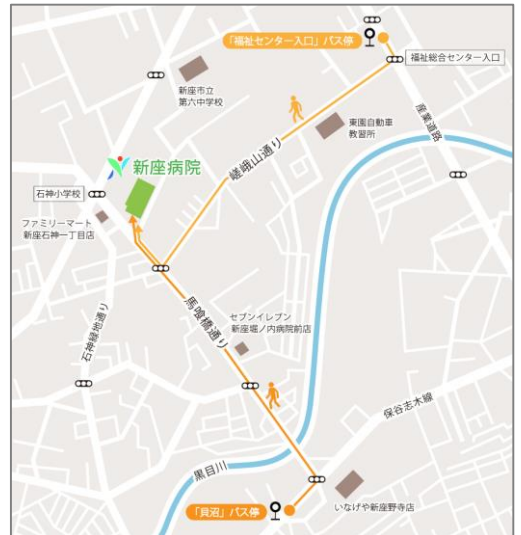 「福祉センター入口」バス停
福祉総合センター入口
新座市立
第六中学校
東園自動車
教習所
産業道路
嵯峨山通り
新座病院
石神小学校
ファミリーマート
新座石神一丁目店
石神緑地通り
馬喰橋通り
セブンイレブン
新座堀ノ内病院前店
保谷志木線
黒目川
いなげや新座野寺店
「貝沼」バス停